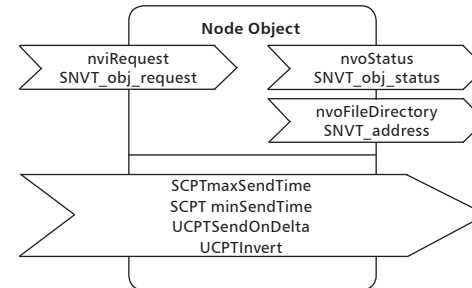 Node Object
nviRequest
SNVT_obj_request
nvoStatus
SNVT_obj_status
nvoFileDirectory
SNVT_address
SCPTmaxSendTime
SCPT minSendTime
UCPTSendOnDelta
UCPTInvert